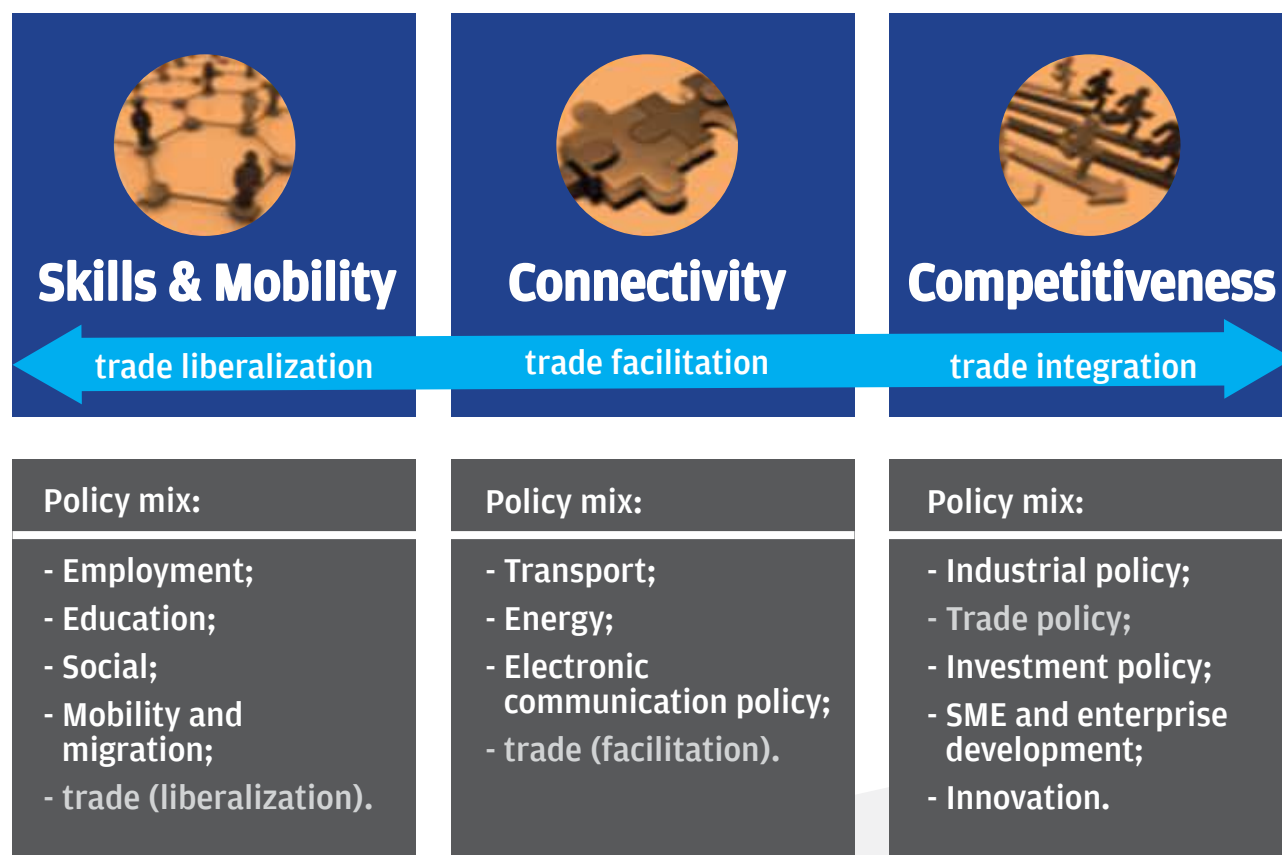 Skills & Mobility
Connectivity
Competitiveness
trade liberalization
trade facilitation
trade integration
Policy mix:
- Employment;
- Education;
- Social;
- Mobility and
migration;
- trade (liberalization).
Policy mix:
- Transport;
- Energy;
- Electronic
communication policy;
- trade (facilitation).
Policy mix:
- Industrial policy;
- Trade policy;
- Investment policy;
- SME and enterprise
development;
- Innovation.